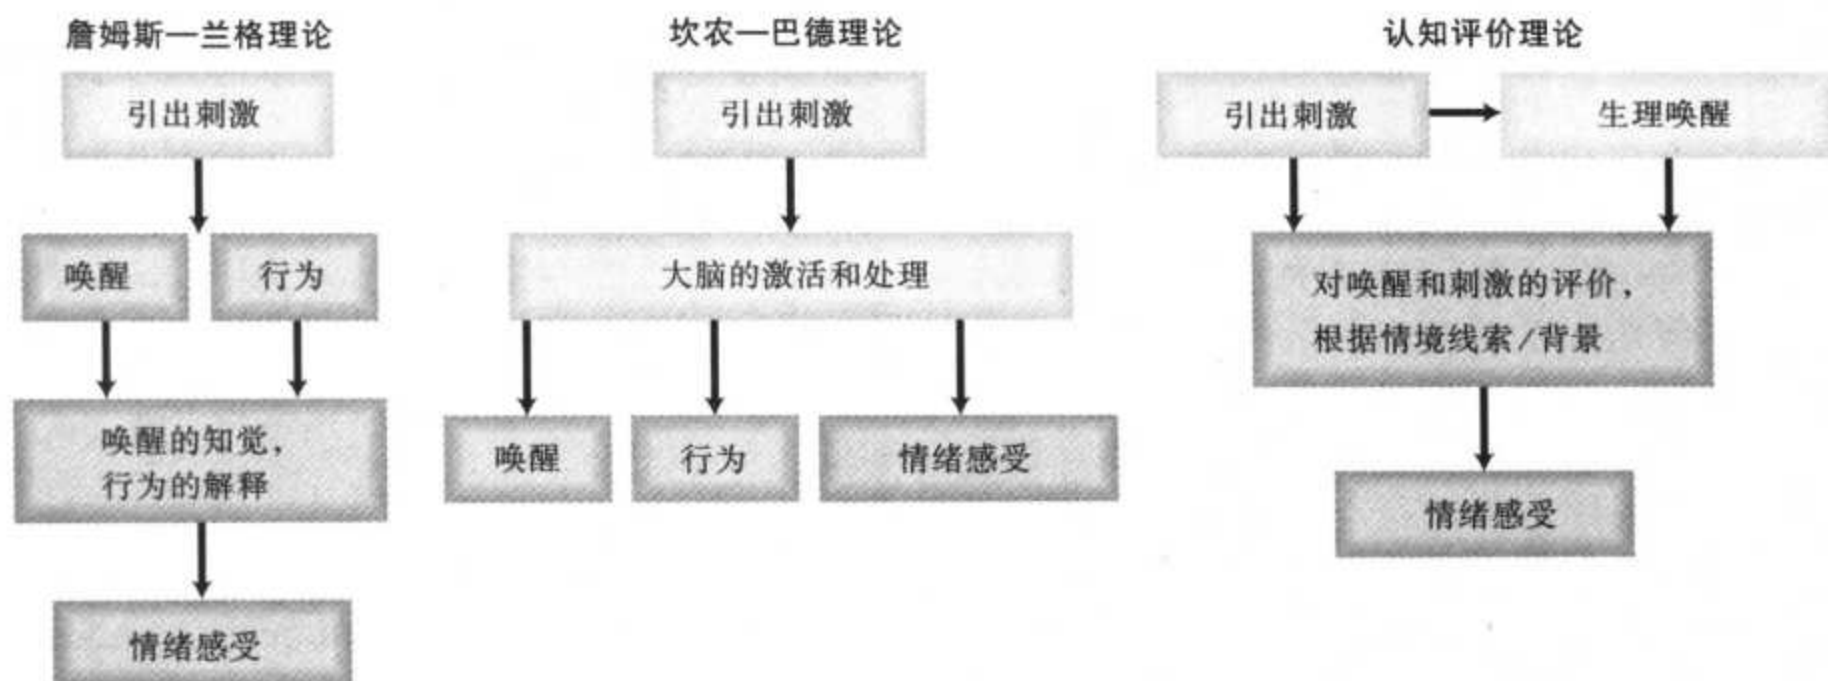 詹姆斯—兰格理论
引出刺激
唤醒
行为
唤醒的知觉，
行为的解释
情绪感受
坎农—巴德理论
引出刺激
大脑的激活和处理
唤醒
行为
情绪感受
认知评价理论
引出刺激
生理唤醒
对唤醒和刺激的评价，
根据情境线索/背景
情绪感受